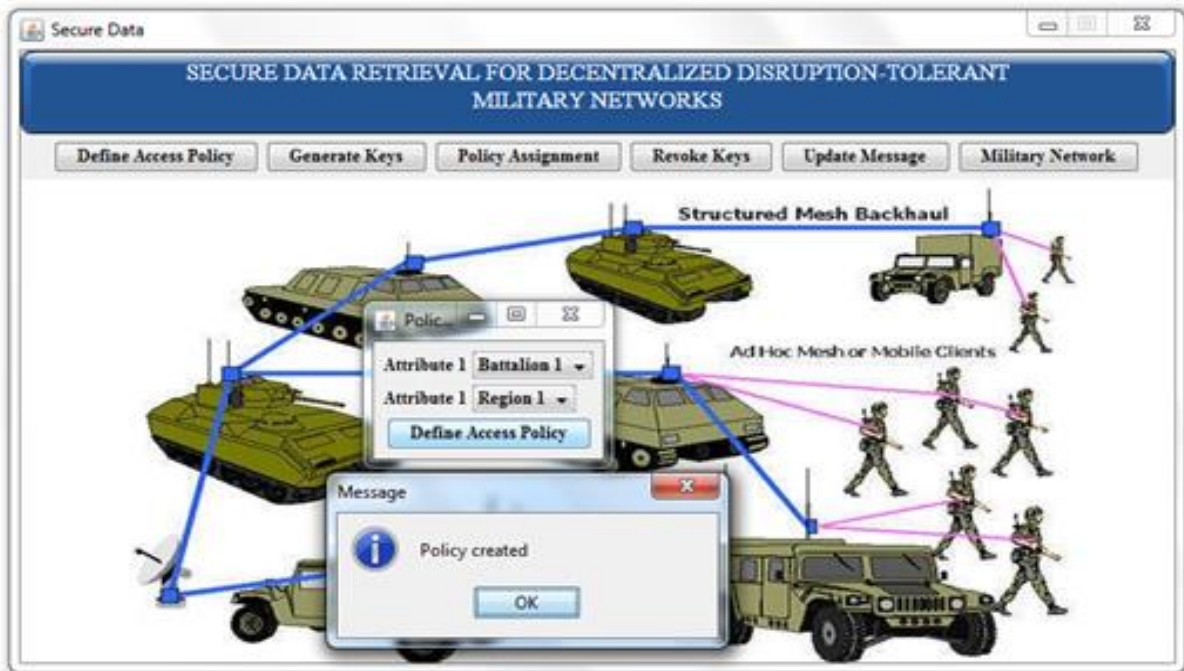 Secure Data
SECURE DATA RETRIEVAL FOR DECENTRALIZED DISRUPTION-TOLERANT
MILITARY NETWORKS
Define Access Policy
Generate Keys
Policy Assignment
Revoke Keys
Update Message
Military Network
Structured Mesh Backhaul
Polic...
Ad Hoc Mesh or Mobile Clients
Attribute 1 Battalion 1
Attribute 1 Region 1
Define Access Policy
Message
Policy created
OK